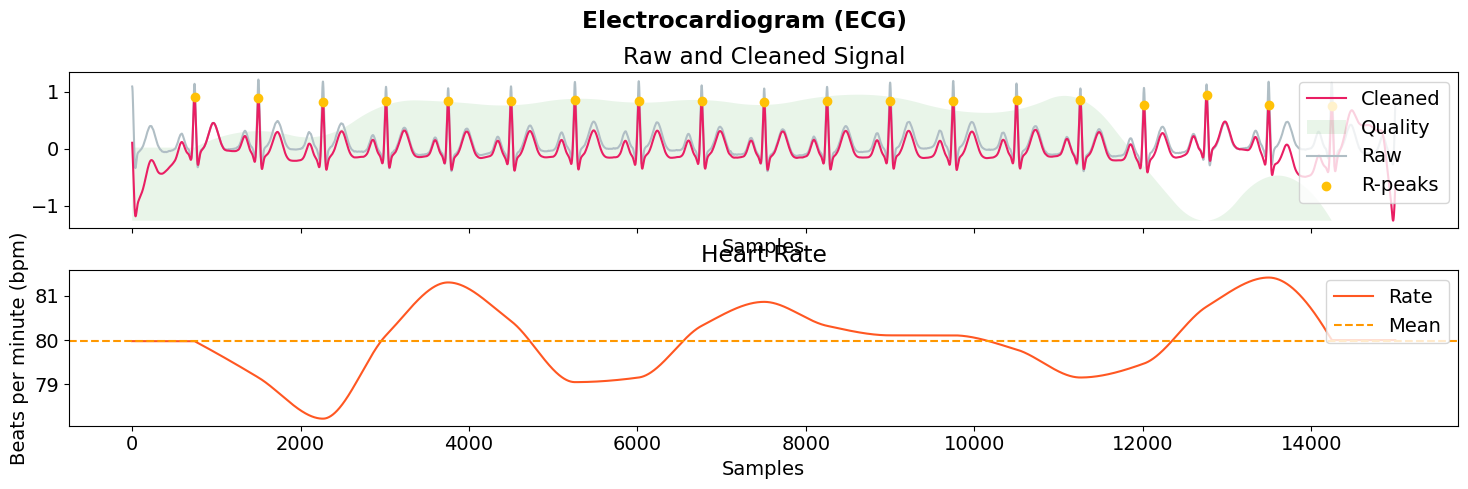 Electrocardiogram (ECG)
Raw and Cleaned Signal
1
0
−1
Cleaned
Quality
Raw
R-peaks
Samples
Heart Rate
Beats per minute (bpm)
81
80
79
Rate
Mean
0 2000 4000 6000 8000 10000 12000 14000
Samples